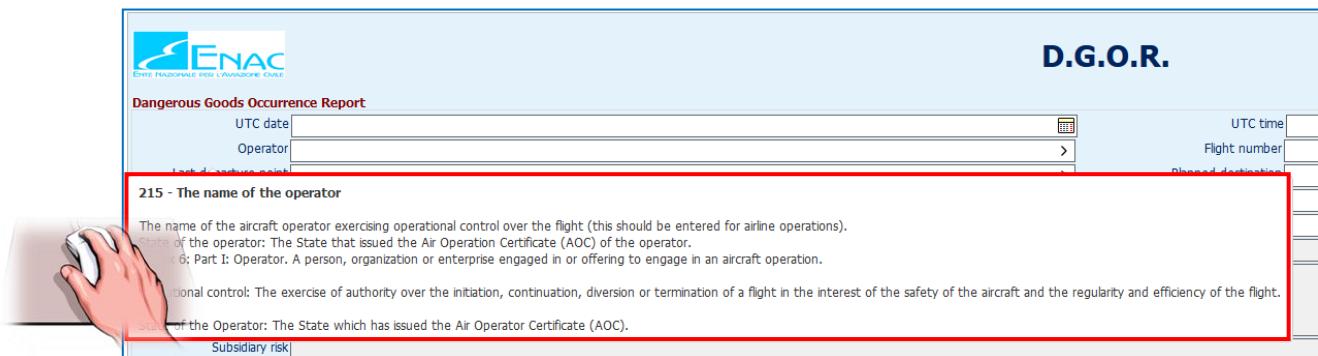 ENAC
ENTE NAZIONALE PER L'AVIAZIONE CIVILE
D.G.O.R.
Dangerous Goods Occurrence Report
UTC date
UTC time
Operator
Flight number
Last departure point
Planned destination
215 - The name of the operator
The name of the aircraft operator exercising operational control over the flight (this should be entered for airline operations).
of the operator: The State that issued the Air Operation Certificate (AOC) of the operator.
6: Part I: Operator. A person, organization or enterprise engaged in or offering to engage in an aircraft operation.
control: The exercise of authority over the initiation, continuation, diversion or termination of a flight in the interest of the safety of the aircraft and the regularity and efficiency of the flight.
of the Operator: The State which has issued the Air Operator Certificate (AOC).
Subsidiary risk